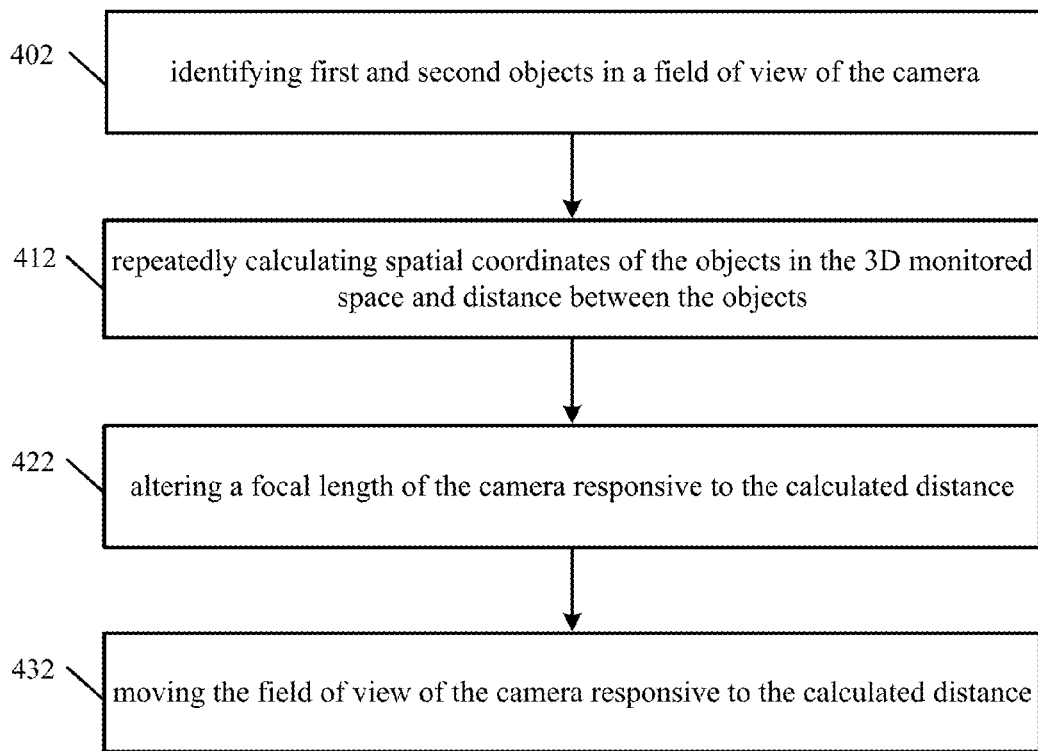 402
identifying first and second objects in a field of view of the camera
412
repeatedly calculating spatial coordinates of the objects in the 3D monitored
space and distance between the objects
422
altering a focal length of the camera responsive to the calculated distance
432
moving the field of view of the camera responsive to the calculated distance